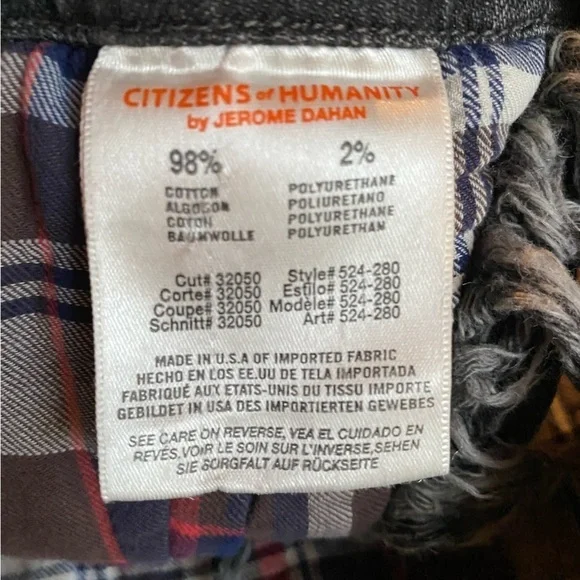 CITIZENS of HUMANITY
by JEROME DAHAN
98% 2%
COTTON POLYURETHANE
ALGODON POLIURETANO
COTON POLYURETHANE
BAUMWOLLE POLYURETHAN
Cut# 32050 Style# 524-280
Corte# 32050 Estilo# 524-280
Coupe# 32050 Modèle# 524-280
Schnitt# 32050 Art# 524-280
MADE IN U.S.A OF IMPORTED FABRIC
HECHO EN LOS EE.UU DE TELA IMPORTADA
FABRIQUÉ AUX ETATS-UNIS DU TISSU IMPORTE
GEBILDET IN USA DES IMPORTIERTEN GEWEBES
SEE CARE ON REVERSE, VEA EL CUIDADO EN
REVÉS,VOIR LE SOIN SUR L'INVERSE,SEHEN
SIE SORGFALT AUF RÜCKSEITE